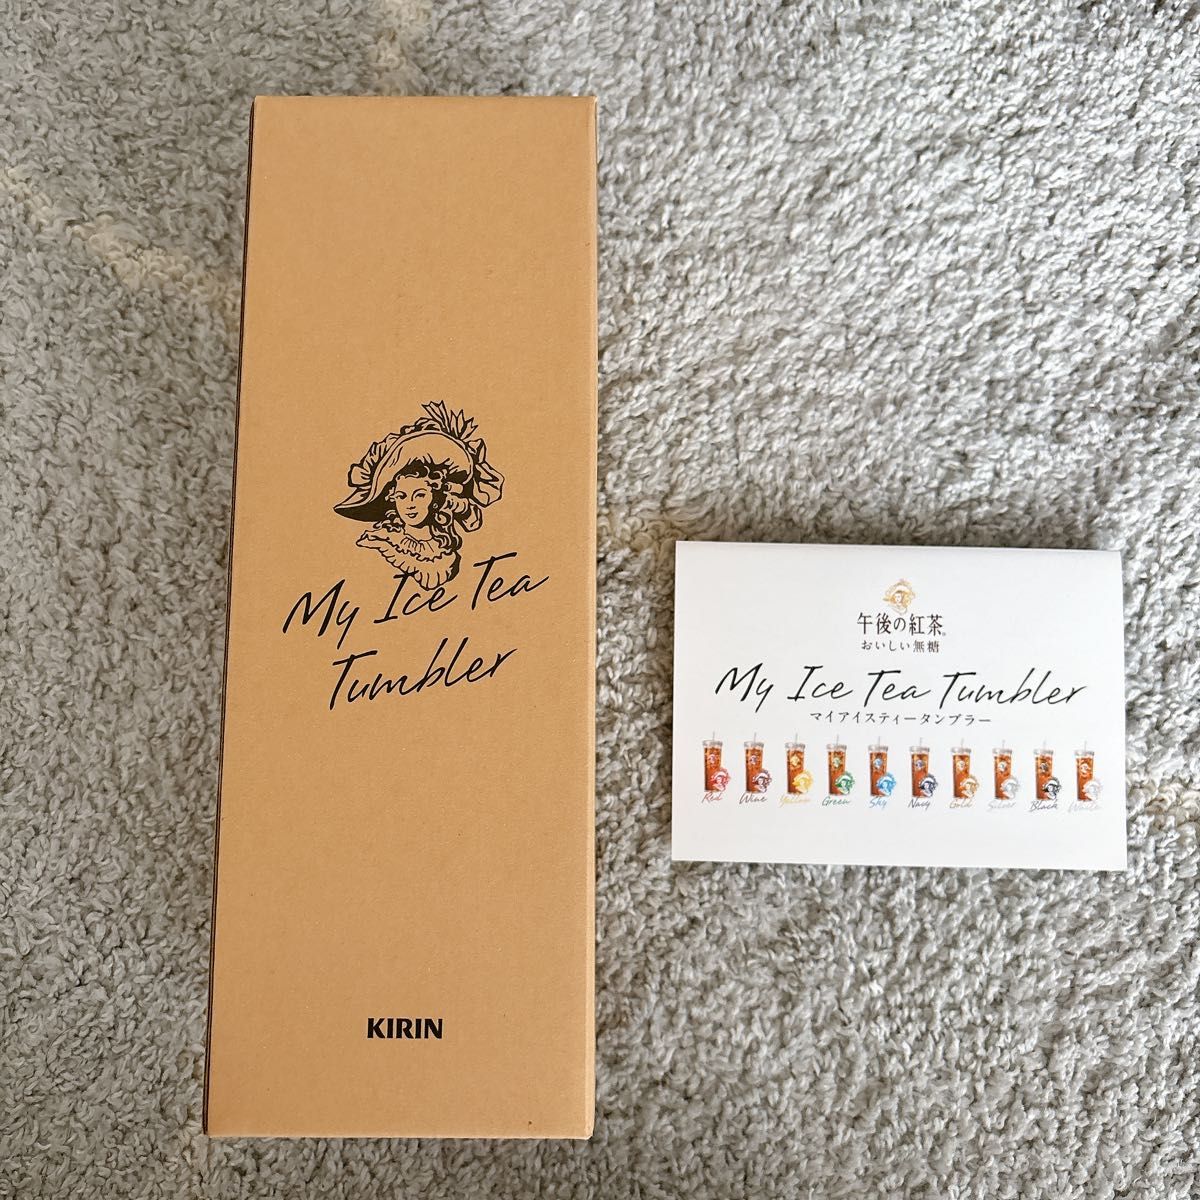 My Ice Tea
Tumbler
KIRIN
午後の紅茶®
おいしい無糖
My Ice Tea Tumbler
マイアイスティータンブラー
Red Wine Yellow Green Sky Navy Gold Silver Black White